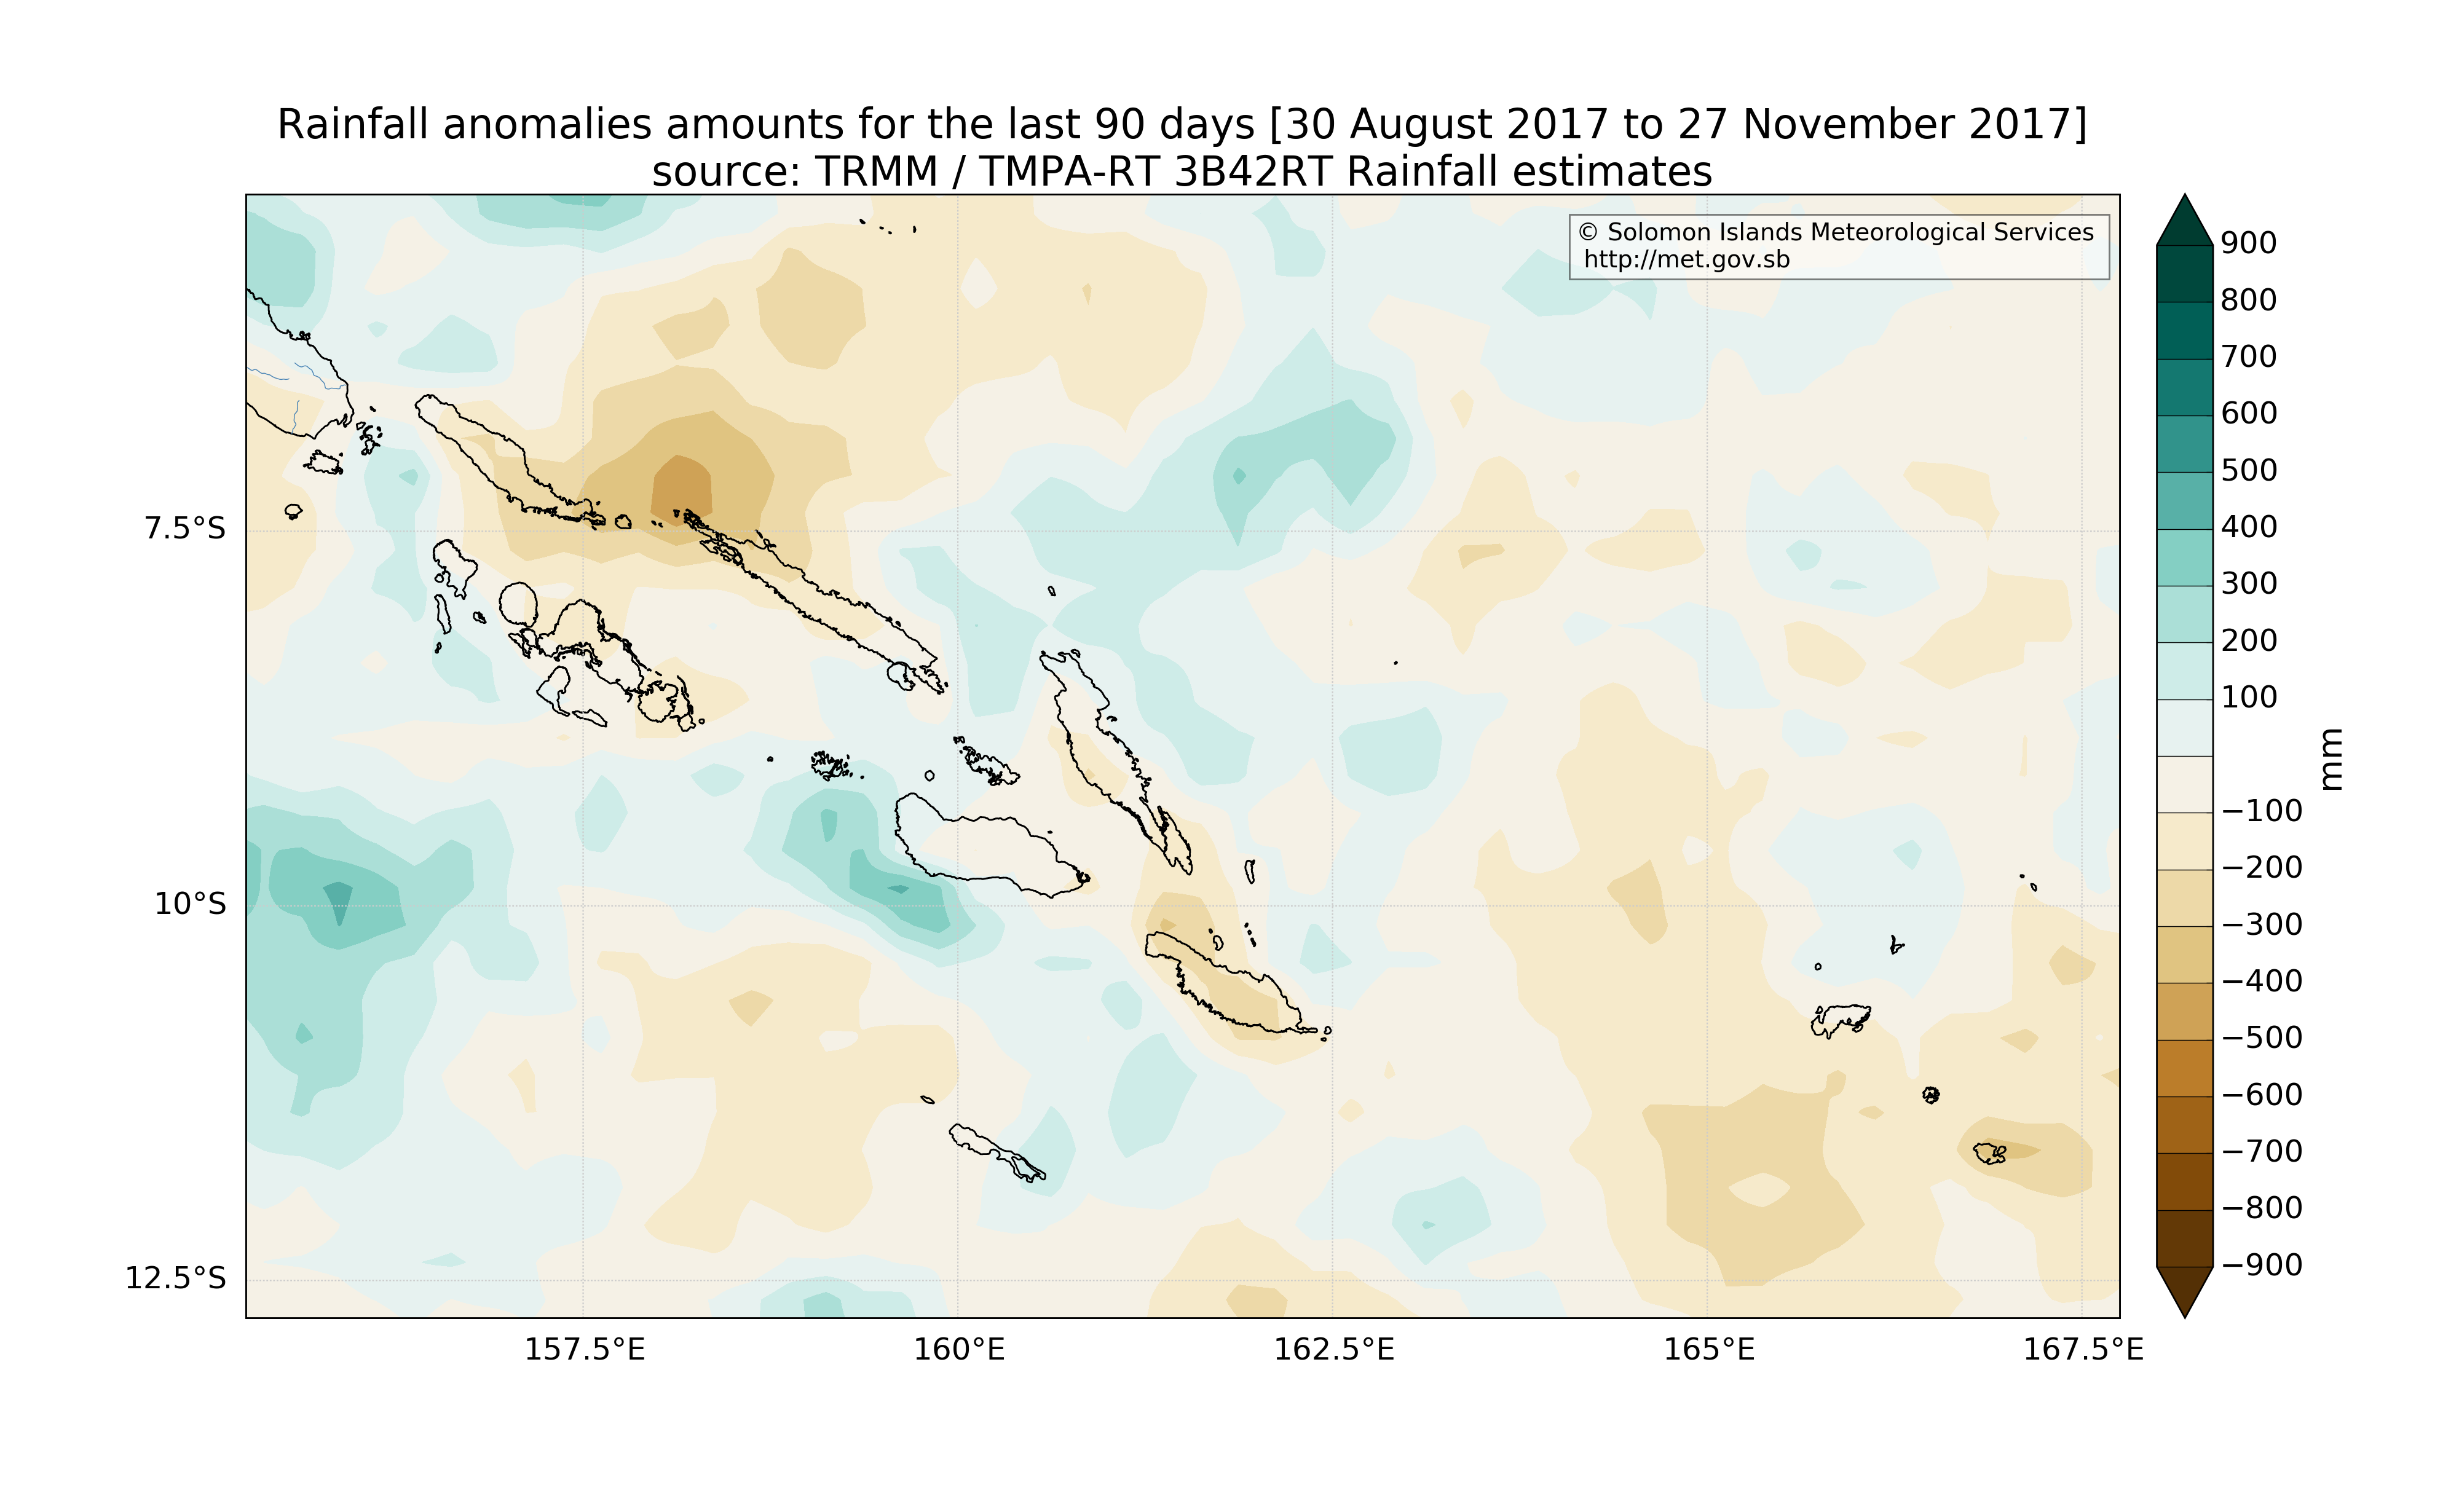 Rainfall anomalies amounts for the last 90 days [30 August 2017 to 27 November 2017]
source: TRMM / TMPA-RT 3B42RT Rainfall estimates
© Solomon Islands Meteorological Services
http://met.gov.sb
7.5°S
10°S
12.5°S
157.5°E
160°E
162.5°E
165°E
167.5°E
900
800
700
600
500
400
300
200
100
−100
−200
−300
−400
−500
−600
−700
−800
−900
mm